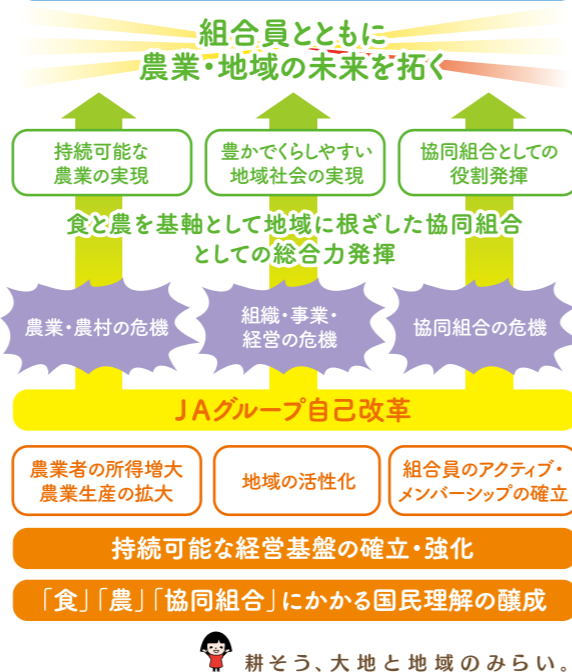 組合員とともに
農業・地域の未来を拓く
持続可能な
農業の実現
豊かでくらしやすい
地域社会の実現
協同組合としての
役割発揮
食と農を基軸として地域に根ざした協同組合
としての総合力発揮
農業・農村の危機
組織・事業・
経営の危機
協同組合の危機
JAグループ自己改革
農業者の所得増大
農業生産の拡大
地域の活性化
組合員のアクティブ・
メンバーシップの確立
持続可能な経営基盤の確立・強化
「食」「農」「協同組合」にかかる国民理解の醸成
耕そう、大地と地域のみらい。